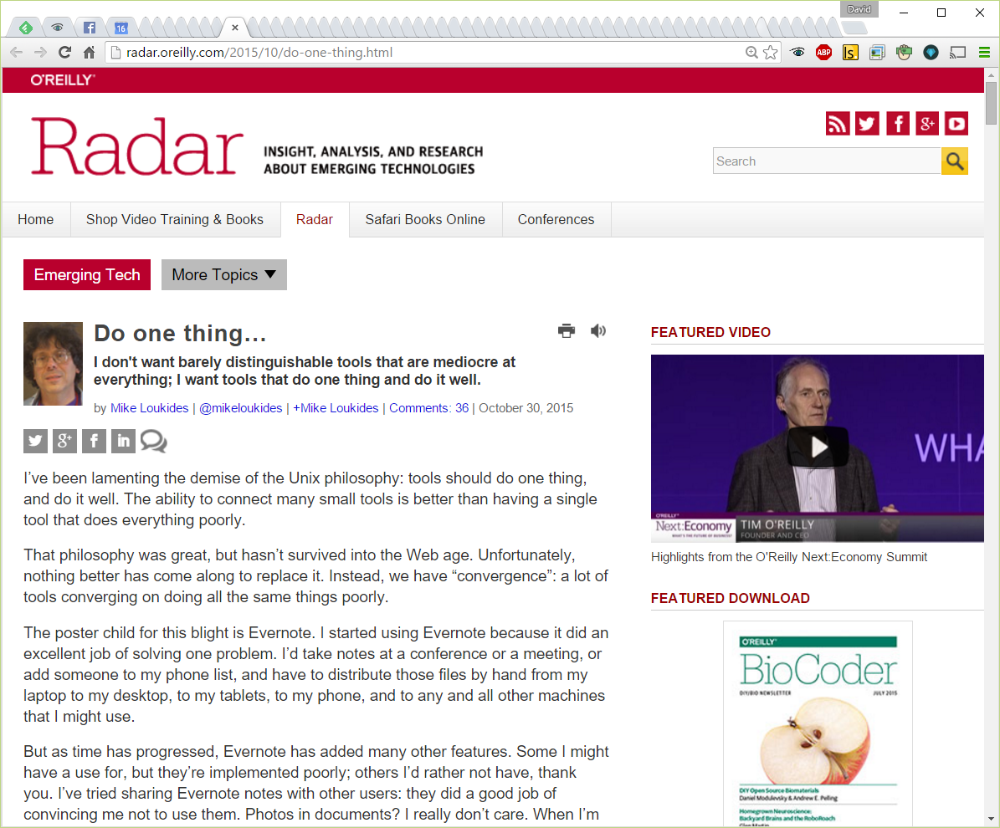 David
16
radar.oreilly.com/2015/10/do-one-thing.html
ABP
ls
O'REILLY
Radar
INSIGHT, ANALYSIS, AND RESEARCH
ABOUT EMERGING TECHNOLOGIES
Search
Home
Shop Video Training & Books
Radar
Safari Books Online
Conferences
Emerging Tech
More Topics
Do one thing…
I don't want barely distinguishable tools that are mediocre at
everything; I want tools that do one thing and do it well.
by Mike Loukides | @mikeloukides | +Mike Loukides | Comments: 36 | October 30, 2015
I’ve been lamenting the demise of the Unix philosophy: tools should do one thing,
and do it well. The ability to connect many small tools is better than having a single
tool that does everything poorly.
That philosophy was great, but hasn’t survived into the Web age. Unfortunately,
nothing better has come along to replace it. Instead, we have “convergence”: a lot of
tools converging on doing all the same things poorly.
The poster child for this blight is Evernote. I started using Evernote because it did an
excellent job of solving one problem. I’d take notes at a conference or a meeting, or
add someone to my phone list, and have to distribute those files by hand from my
laptop to my desktop, to my tablets, to my phone, and to any and all other machines
that I might use.
But as time has progressed, Evernote has added many other features. Some I might
have a use for, but they’re implemented poorly; others I’d rather not have, thank
you. I’ve tried sharing Evernote notes with other users: they did a good job of
convincing me not to use them. Photos in documents? I really don’t care. When I’m
FEATURED VIDEO
WHA
O'REILLY
Next:Economy
WHAT'S THE FUTURE OF BUSINESS?
TIM O'REILLY
FOUNDER AND CEO
Highlights from the O'Reilly Next:Economy Summit
FEATURED DOWNLOAD
O'REILLY
BioCoder
DIY/BIO NEWSLETTER
JULY 2015
DIY Open Source Biomaterials
Daniel Modulevsky & Andrew E. Pelling
Homegrown Neuroscience:
Backyard Brains and the RoboRoach